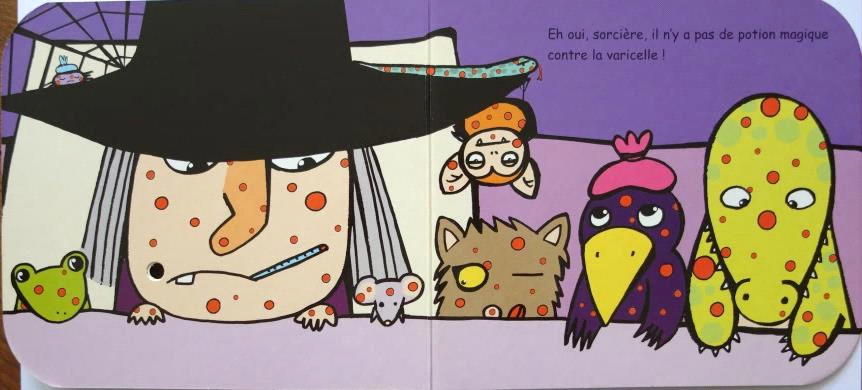 Eh oui, sorcière, il n'y a pas de potion magique
contre la varicelle !